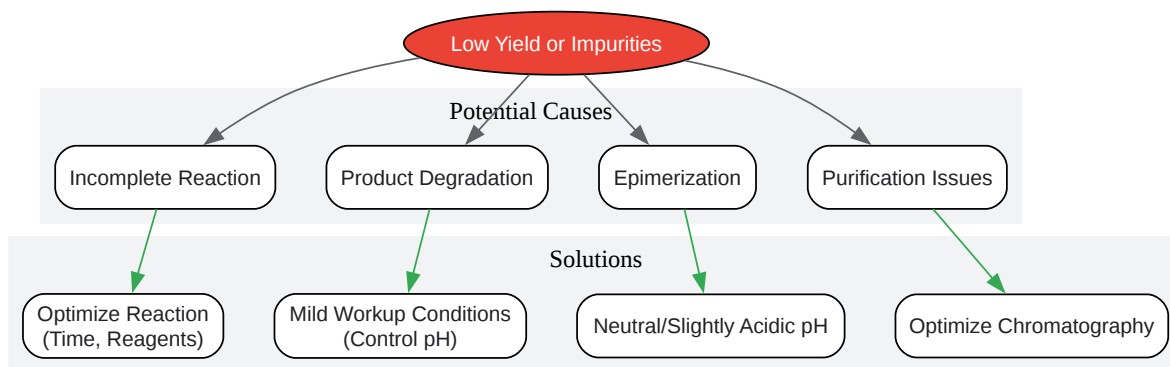 Low Yield or Impurities
Potential Causes
Incomplete Reaction
Product Degradation
Epimerization
Purification Issues
Solutions
Optimize Reaction
(Time, Reagents)
Mild Workup Conditions
(Control pH)
Neutral/Slightly Acidic pH
Optimize Chromatography